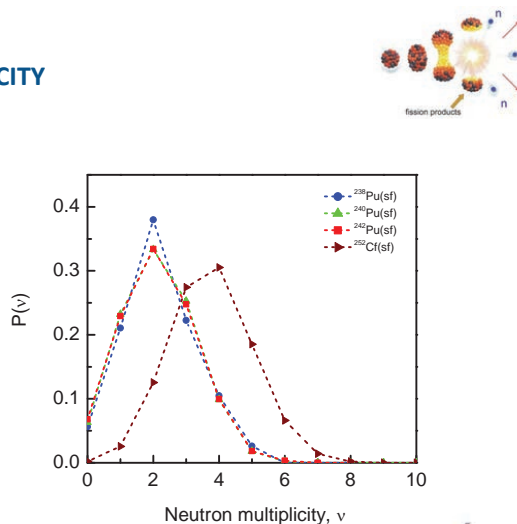 CITY
n
n
fission products
²³⁸Pu(sf)
²⁴⁰Pu(sf)
²⁴²Pu(sf)
²⁵²Cf(sf)
P(ν)
0.4
0.3
0.2
0.1
0.0
0 2 4 6 8 10
Neutron multiplicity, ν